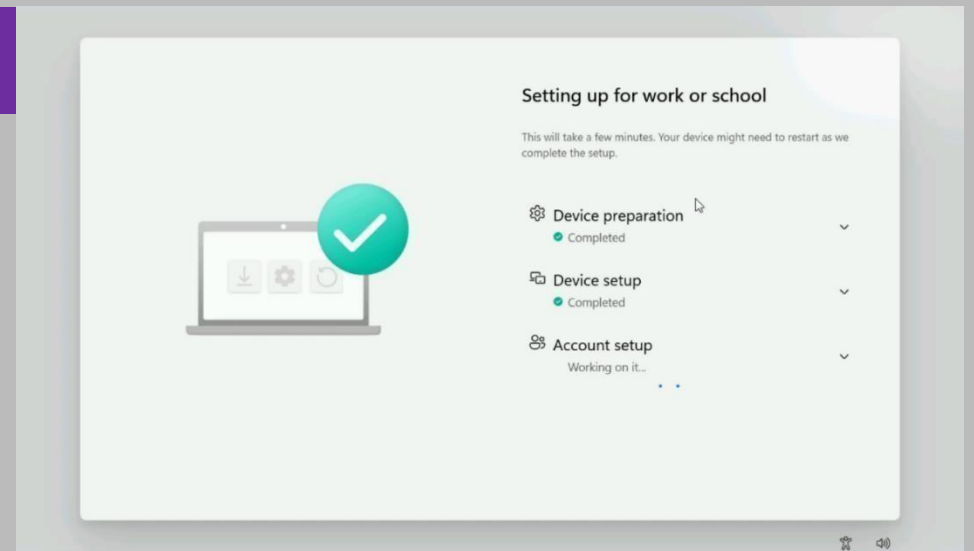 Setting up for work or school
This will take a few minutes. Your device might need to restart as we
complete the setup.
Device preparation
Completed
Device setup
Completed
Account setup
Working on it...